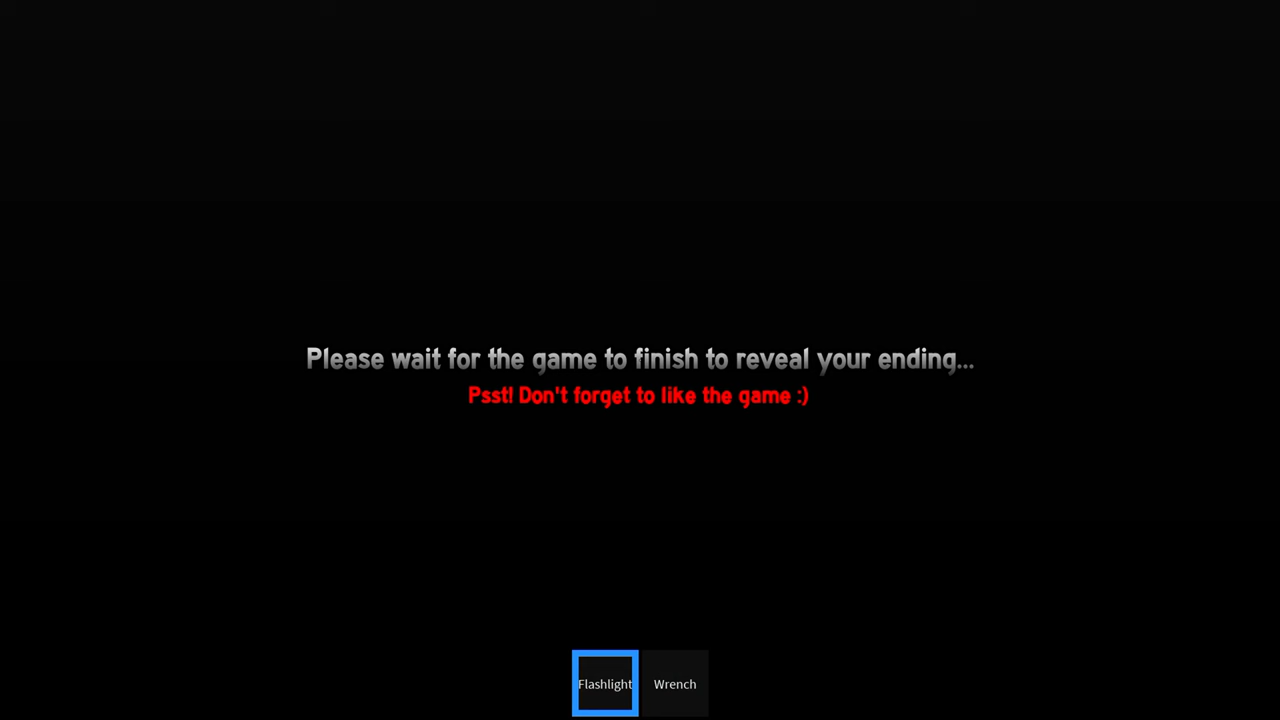 Please wait for the game to finish to reveal your ending...
Psst! Don't forget to like the game :)
Flashlight Wrench